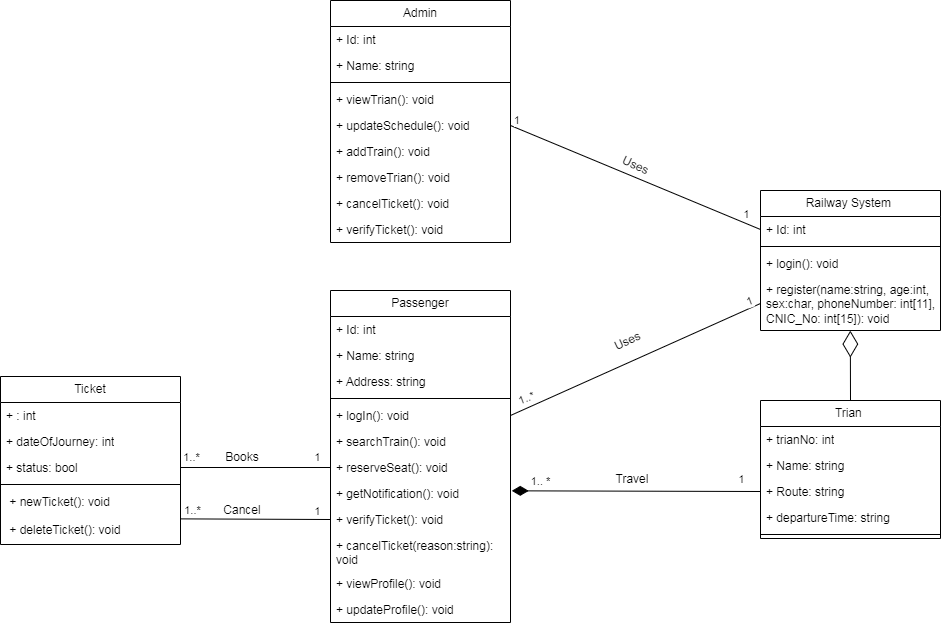 Admin
+ Id: int
+ Name: string
+ viewTrian(): void
+ updateSchedule(): void
+ addTrain(): void
+ removeTrian(): void
+ cancelTicket(): void
+ verifyTicket(): void
1
Uses
1
Railway System
+ Id: int
+ login(): void
+ register(name:string, age:int,
sex:char, phoneNumber: int[11],
CNIC_No: int[15]): void
Passenger
+ Id: int
+ Name: string
+ Address: string
+ logIn(): void
+ searchTrain(): void
+ reserveSeat(): void
+ getNotification(): void
+ verifyTicket(): void
+ cancelTicket(reason:string):
void
+ viewProfile(): void
+ updateProfile(): void
1..*
Uses
1
Ticket
+ : int
+ dateOfJourney: int
+ status: bool
+ newTicket(): void
+ deleteTicket(): void
1..* Books 1
1..* Cancel 1
1.. * Travel 1
Trian
+ trianNo: int
+ Name: string
+ Route: string
+ departureTime: string